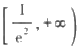 [ 1/e², +∞ )